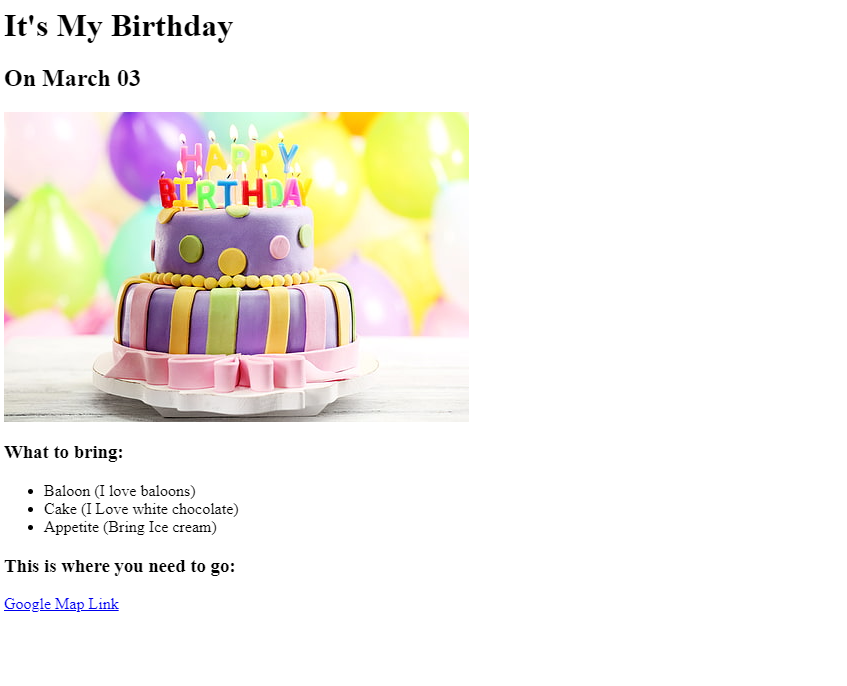 It's My Birthday
On March 03
HAPPY
BIRTHDAY
What to bring:
Baloon (I love baloons)
Cake (I Love white chocolate)
Appetite (Bring Ice cream)
This is where you need to go:
Google Map Link